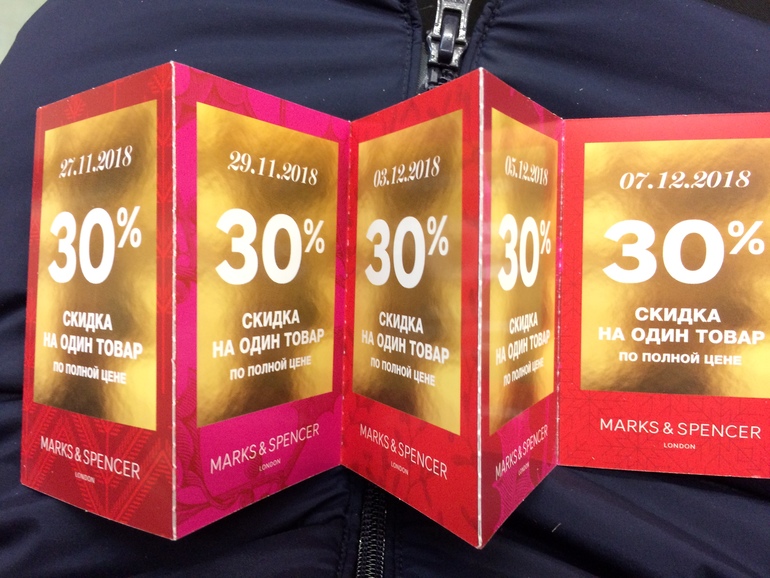 27.11.2018
30%
СКИДКА
НА ОДИН ТОВАР
ПО ПОЛНОЙ ЦЕНЕ
MARKS & SPENCER
LONDON
29.11.2018
30%
СКИДКА
НА ОДИН ТОВАР
ПО ПОЛНОЙ ЦЕНЕ
MARKS & SPENCER
LONDON
03.12.2018
30%
СКИДКА
НА ОДИН ТОВАР
ПО ПОЛНОЙ ЦЕНЕ
MARKS & SPENCER
LONDON
05.12.2018
30%
СКИДКА
НА ОДИН ТОВАР
ПО ПОЛНОЙ ЦЕНЕ
MARKS & SPENCER
LONDON
07.12.2018
30%
СКИДКА
НА ОДИН ТОВАР
ПО ПОЛНОЙ ЦЕНЕ
MARKS & SPENCER
LONDON